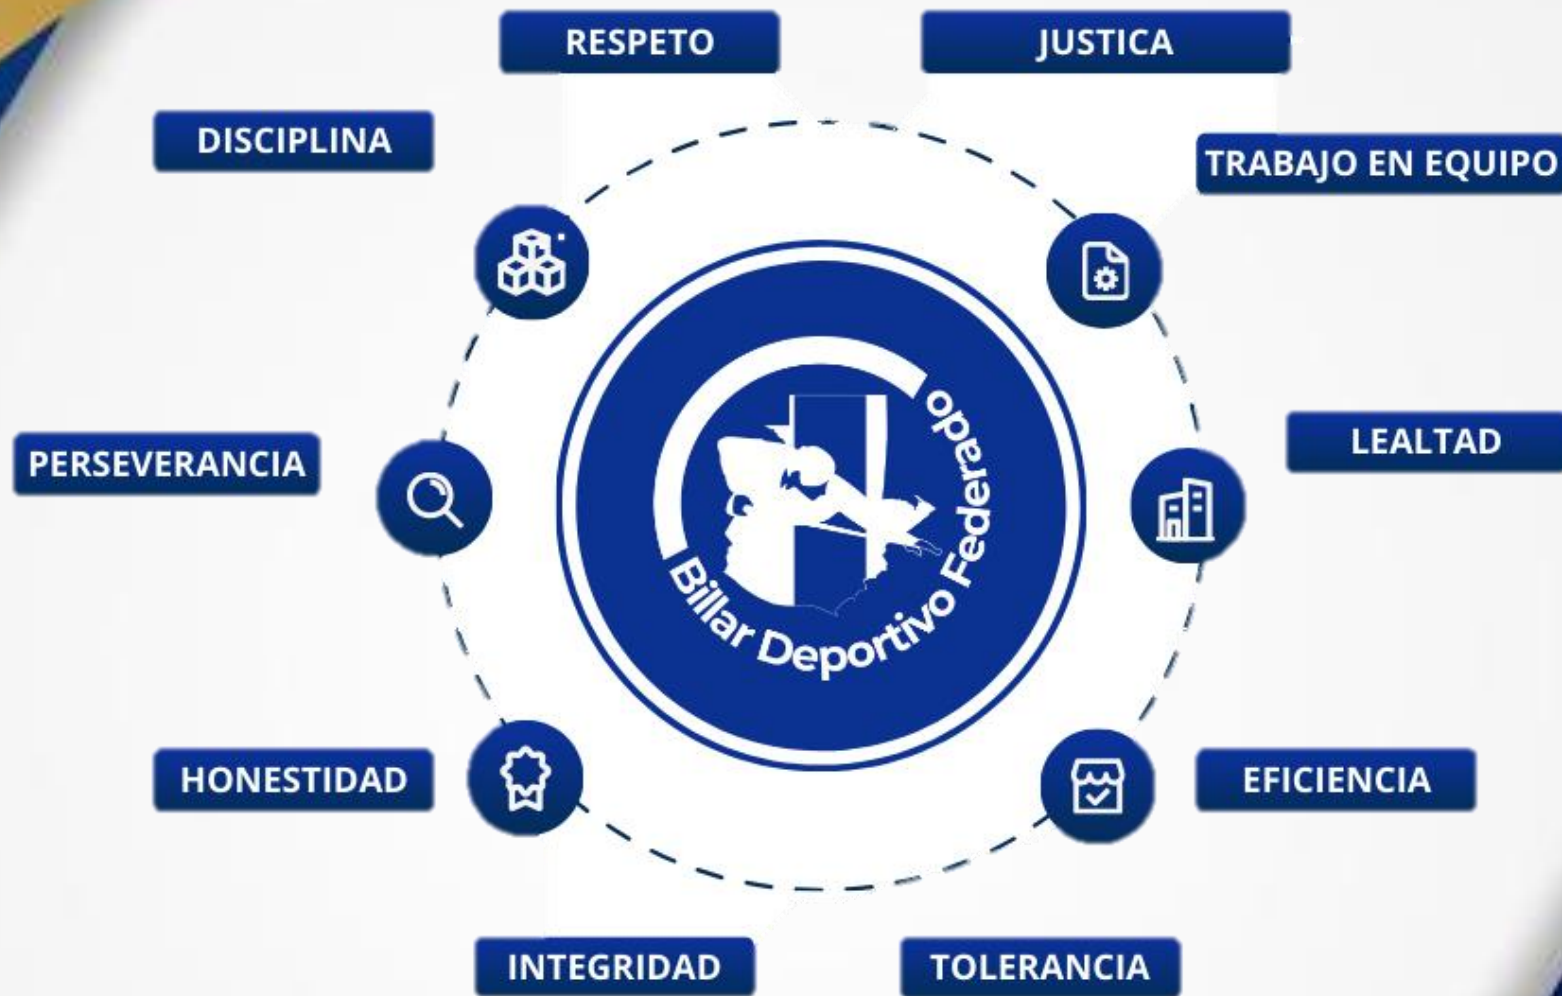 RESPETO
JUSTICA
DISCIPLINA
TRABAJO EN EQUIPO
PERSEVERANCIA
LEALTAD
Billar Deportivo Federado
HONESTIDAD
EFICIENCIA
INTEGRIDAD
TOLERANCIA